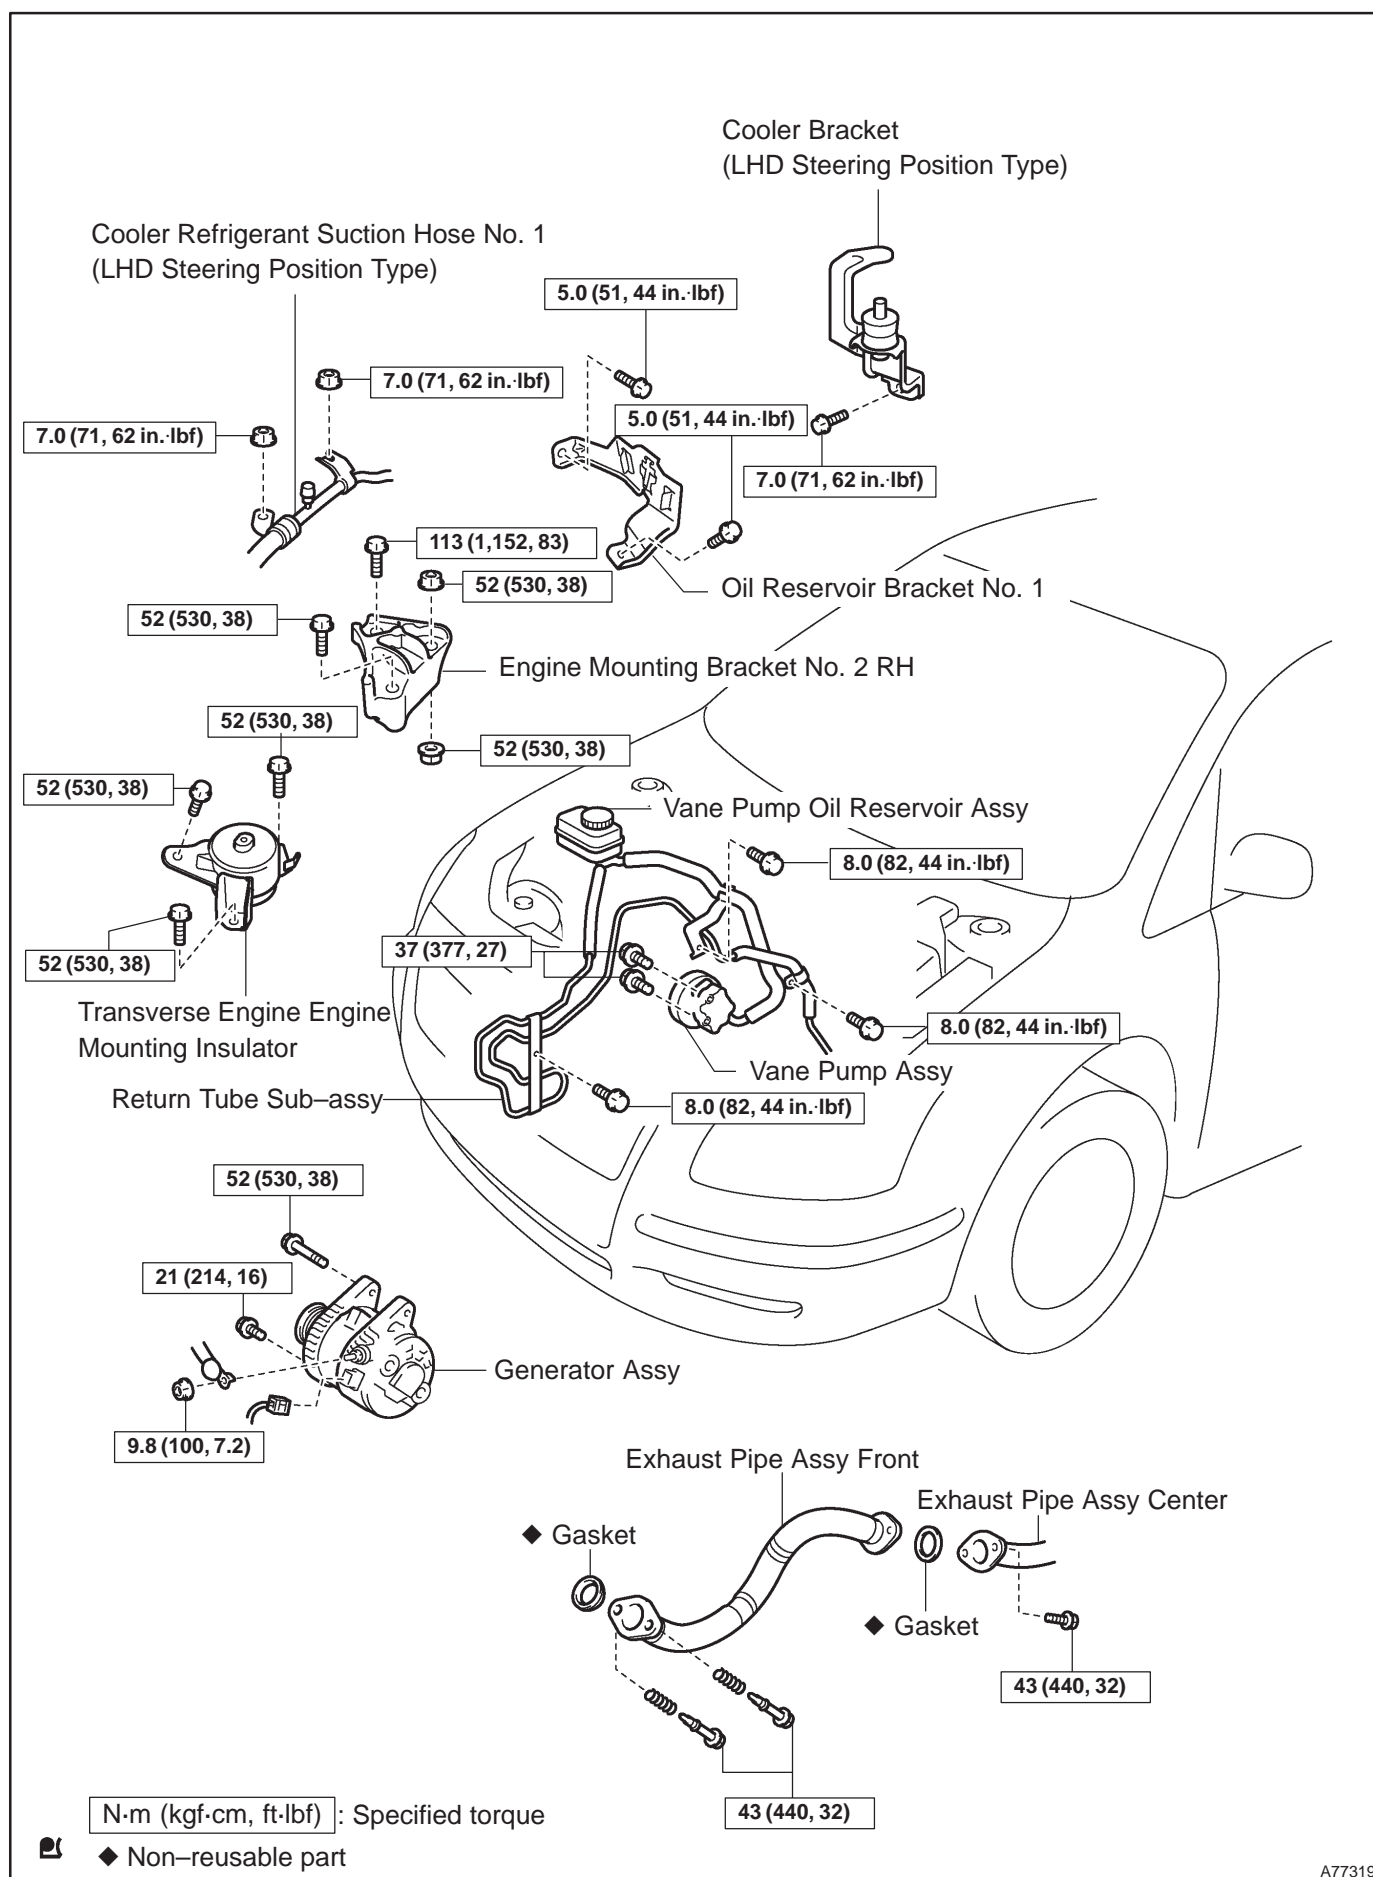 Cooler Bracket
(LHD Steering Position Type)
Cooler Refrigerant Suction Hose No. 1
(LHD Steering Position Type)
5.0 (51, 44 in.·lbf)
7.0 (71, 62 in.·lbf)
5.0 (51, 44 in.·lbf)
7.0 (71, 62 in.·lbf)
7.0 (71, 62 in.·lbf)
113 (1,152, 83)
52 (530, 38)
Oil Reservoir Bracket No. 1
52 (530, 38)
Engine Mounting Bracket No. 2 RH
52 (530, 38)
52 (530, 38)
52 (530, 38)
Vane Pump Oil Reservoir Assy
8.0 (82, 44 in.·lbf)
37 (377, 27)
52 (530, 38)
Transverse Engine Engine
Mounting Insulator
8.0 (82, 44 in.·lbf)
Vane Pump Assy
Return Tube Sub–assy
8.0 (82, 44 in.·lbf)
52 (530, 38)
21 (214, 16)
Generator Assy
9.8 (100, 7.2)
Exhaust Pipe Assy Front
Exhaust Pipe Assy Center
◆ Gasket
◆ Gasket
43 (440, 32)
43 (440, 32)
N·m (kgf·cm, ft·lbf) : Specified torque
◆ Non–reusable part
A77319